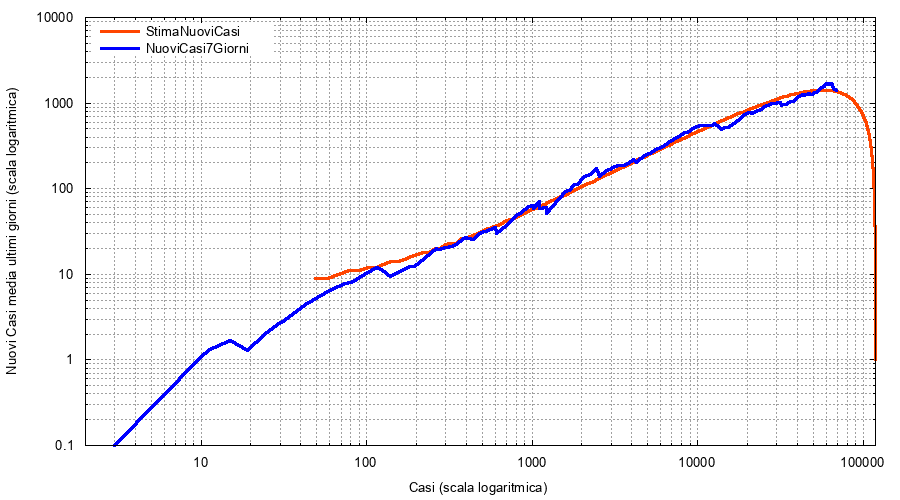 StimaNuoviCasi
NuoviCasi7Giorni
10000
1000
100
10
1
0.1
Nuovi Casi media ultimi giorni (scala logaritmica)
10
100
1000
10000
100000
Casi (scala logaritmica)